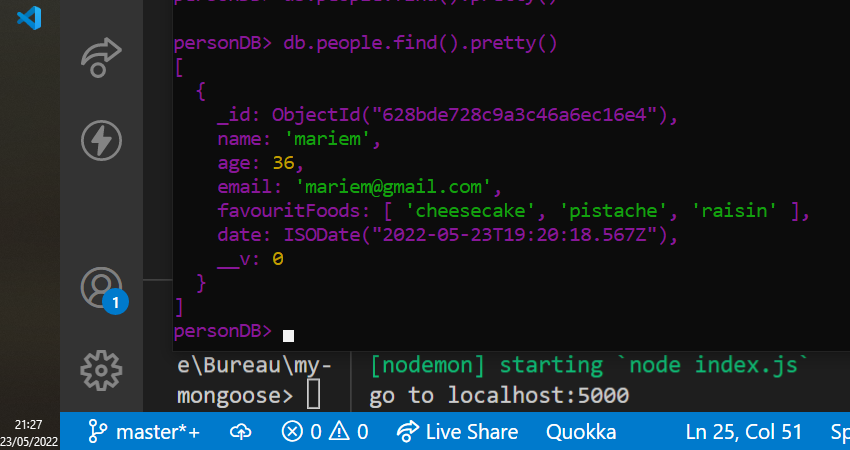 personDB> db.people.find().pretty()
personDB> db.people.find().pretty()
[
{
_id: ObjectId("628bde728c9a3c46a6ec16e4"),
name: 'mariem',
age: 36,
email: 'mariem@gmail.com',
favouritFoods: [ 'cheesecake', 'pistache', 'raisin' ],
date: ISODate("2022-05-23T19:20:18.567Z"),
__v: 0
}
]
personDB>
1
e\Bureau\my-
mongoose>
[nodemon] starting `node index.js`
go to localhost:5000
21:27
23/05/2022
master*+
0 0
Live Share
Quokka
Ln 25, Col 51
Sp